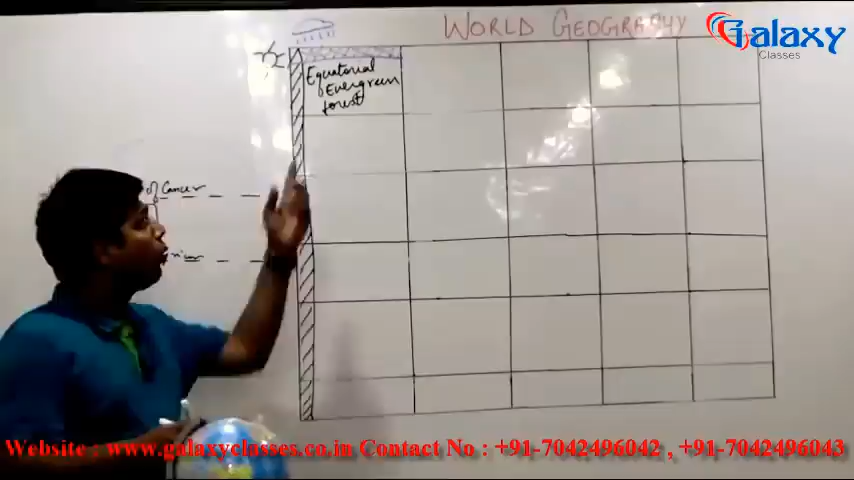 WORLD GEOGRAPHY
Galaxy
Classes
Equatorial
Evergreen
forest
of Cancer
Website : www.galaxyclasses.co.in Contact No : +91-7042496042 , +91-7042496043